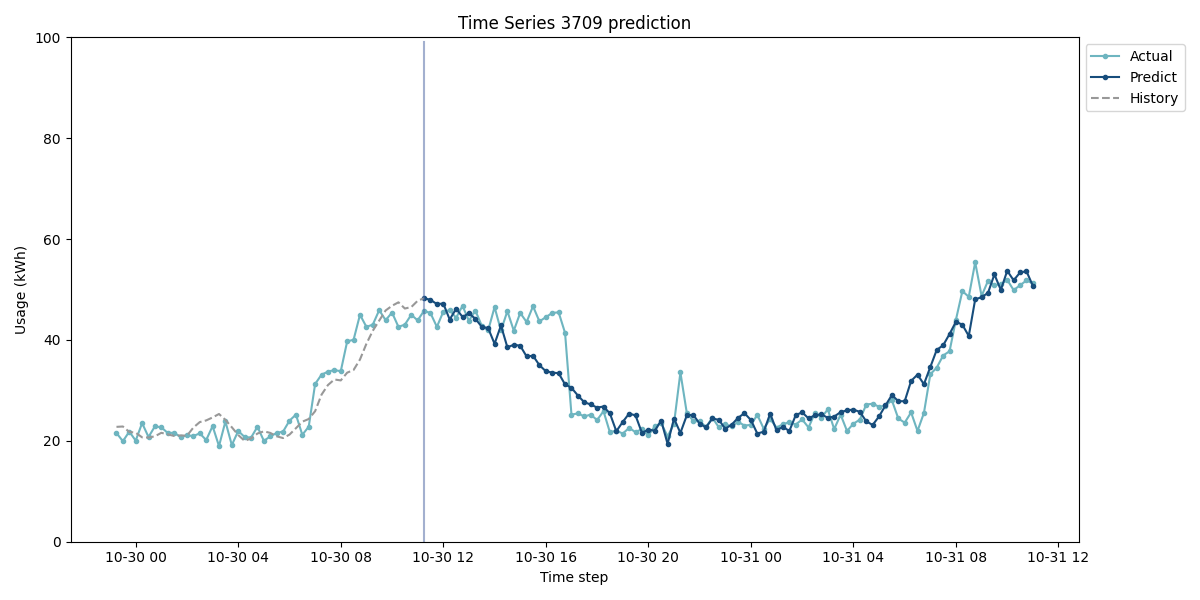 Time Series 3709 prediction
Actual
Predict
History
100
80
60
40
20
0
Usage (kWh)
10-30 00
10-30 04
10-30 08
10-30 12
10-30 16
10-30 20
10-31 00
10-31 04
10-31 08
10-31 12
Time step